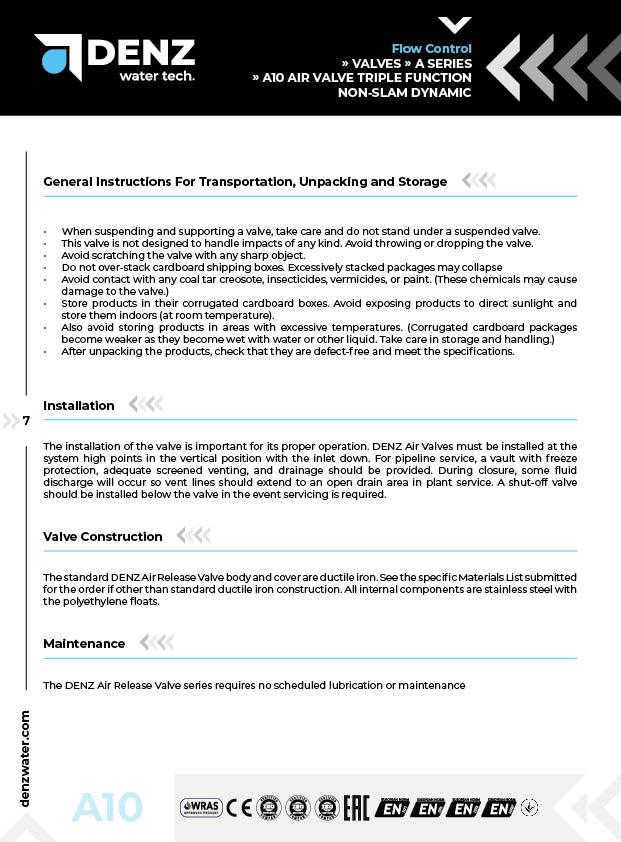 DENZ
water tech.
Flow Control
» VALVES » A SERIES
» A10 AIR VALVE TRIPLE FUNCTION
NON-SLAM DYNAMIC
General Instructions For Transportation, Unpacking and Storage
• When suspending and supporting a valve, take care and do not stand under a suspended valve.
• This valve is not designed to handle impacts of any kind. Avoid throwing or dropping the valve.
• Avoid scratching the valve with any sharp object.
• Do not over-stack cardboard shipping boxes. Excessively stacked packages may collapse
• Avoid contact with any coal tar creosote, insecticides, vermicides, or paint. (These chemicals may cause
damage to the valve.)
• Store products in their corrugated cardboard boxes. Avoid exposing products to direct sunlight and
store them indoors (at room temperature).
• Also avoid storing products in areas with excessive temperatures. (Corrugated cardboard packages
become weaker as they become wet with water or other liquid. Take care in storage and handling.)
• After unpacking the products, check that they are defect-free and meet the specifications.
Installation
7
The installation of the valve is important for its proper operation. DENZ Air Valves must be installed at the
system high points in the vertical position with the inlet down. For pipeline service, a vault with freeze
protection, adequate screened venting, and drainage should be provided. During closure, some fluid
discharge will occur so vent lines should extend to an open drain area in plant service. A shut-off valve
should be installed below the valve in the event servicing is required.
Valve Construction
The standard DENZ Air Release Valve body and cover are ductile iron. See the specific Materials List submitted
for the order if other than standard ductile iron construction. All internal components are stainless steel with
the polyethylene floats.
Maintenance
The DENZ Air Release Valve series requires no scheduled lubrication or maintenance
denzwater.com
A10
WRAS
APPROVED PRODUCT
CE
EAC
EUROPEAN NORM
EN
EUROPEAN NORM
EN
EUROPEAN NORM
EN
EUROPEAN NORM
EN